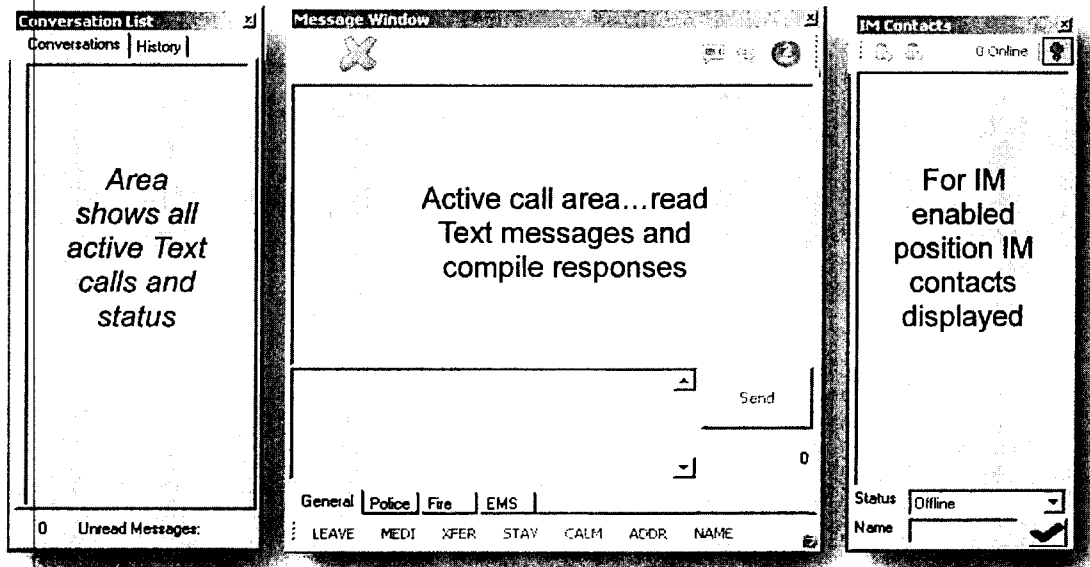 Conversation List
Conversations History
Area
shows all
active Text
calls and
status
0 Unread Messages:
Message Window
Active call area...read
Text messages and
compile responses
Send
0
General Police Fire EMS
LEAVE MEDI XFER STAY CALM ADDR NAME
IM Contacts
0 Online
For IM
enabled
position IM
contacts
displayed
Status Offline
Name